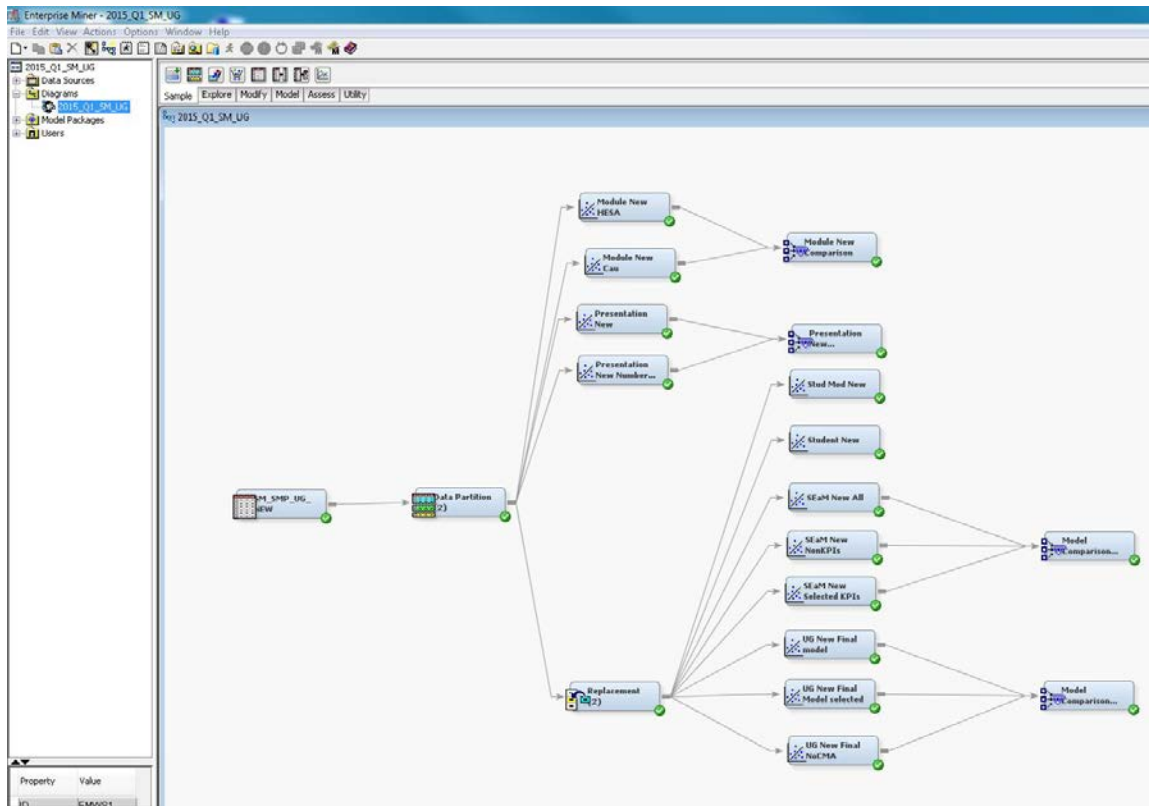 Enterprise Miner - 2015_Q1_SM_UG
File Edit View Actions Options Window Help
2015_Q1_SM_UG
Data Sources
Diagrams
2015_Q1_SM_UG
Model Packages
Users
Sample Explore Modify Model Assess Utility
2015_Q1_SM_UG
Module New
HESA
Module New
Comparison
Module New
Cau
Presentation
New
Presentation
New...
Presentation
New Number...
Stud Mod New
Student New
SM_SMP_UG_
NEW
Data Partition
(2)
SEaM New All
SEaM New
NonKPIs
Model
Comparison...
SEaM New
Selected KPIs
UG New Final
model
Replacement
(2)
UG New Final
Model selected
Model
Comparison...
UG New Final
NoCMA
Property Value
ID EMWS1